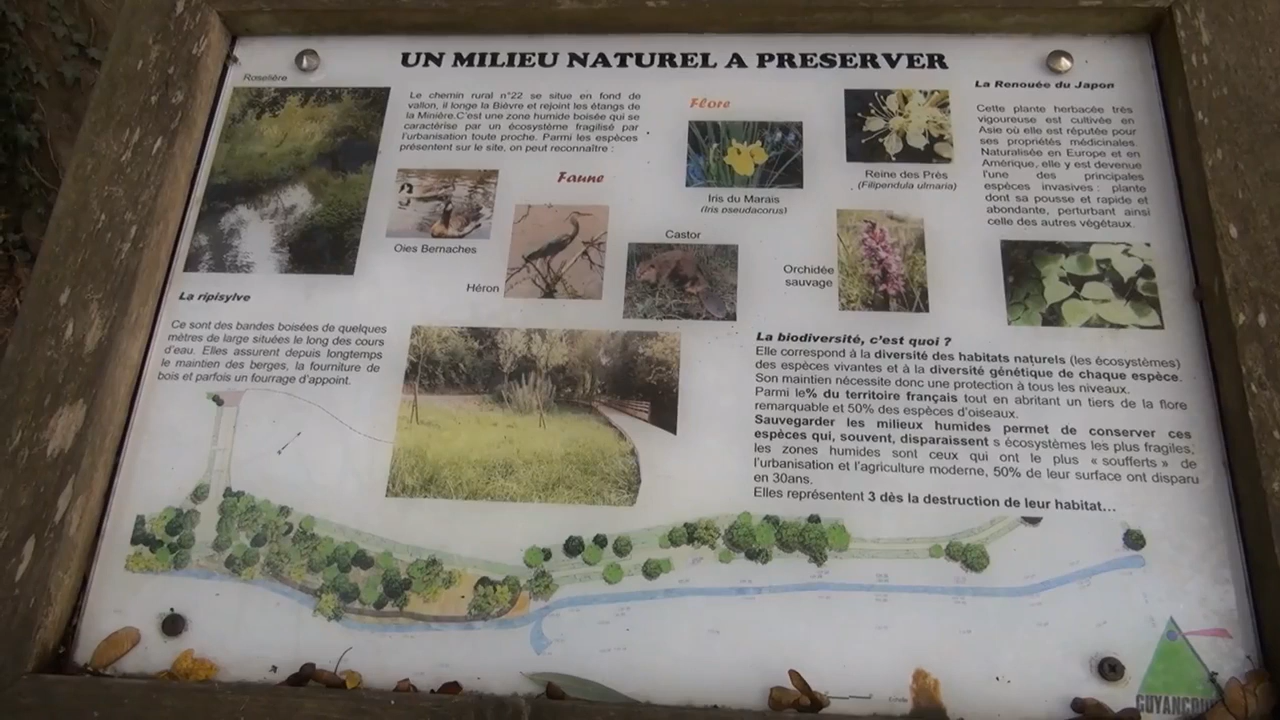 UN MILIEU NATUREL A PRESERVER
Roselière
Le chemin rural n°22 se situe en fond de
vallon, il longe la Bièvre et rejoint les étangs de
la Minière.C'est une zone humide boisée qui se
caractérise par un écosystème fragilisé par
l'urbanisation toute proche. Parmi les espèces
présentent sur le site, on peut reconnaître :
Faune
Oies Bernaches
Héron
Castor
Flore
Iris du Marais
(Iris pseudacorus)
Reine des Près
(Filipendula ulmaria)
Orchidée
sauvage
La Renouée du Japon
Cette plante herbacée très
vigoureuse est cultivée en
Asie où elle est réputée pour
ses propriétés médicinales.
Naturalisée en Europe et en
Amérique, elle y est devenue
l'une des principales
espèces invasives : plante
dont sa pousse et rapide et
abondante, perturbant ainsi
celle des autres végétaux.
La ripisylve
Ce sont des bandes boisées de quelques
mètres de large situées le long des cours
d'eau. Elles assurent depuis longtemps
le maintien des berges, la fourniture de
bois et parfois un fourrage d'appoint.
La biodiversité, c'est quoi ?
Elle correspond à la diversité des habitats naturels (les écosystèmes)
des espèces vivantes et à la diversité génétique de chaque espèce.
Son maintien nécessite donc une protection à tous les niveaux.
Parmi le% du territoire français tout en abritant un tiers de la flore
remarquable et 50% des espèces d'oiseaux.
Sauvegarder les milieux humides permet de conserver ces
espèces qui, souvent, disparaissent s écosystèmes les plus fragiles,
les zones humides sont ceux qui ont le plus « soufferts » de
l'urbanisation et l'agriculture moderne, 50% de leur surface ont disparu
en 30ans.
Elles représentent 3 dès la destruction de leur habitat...